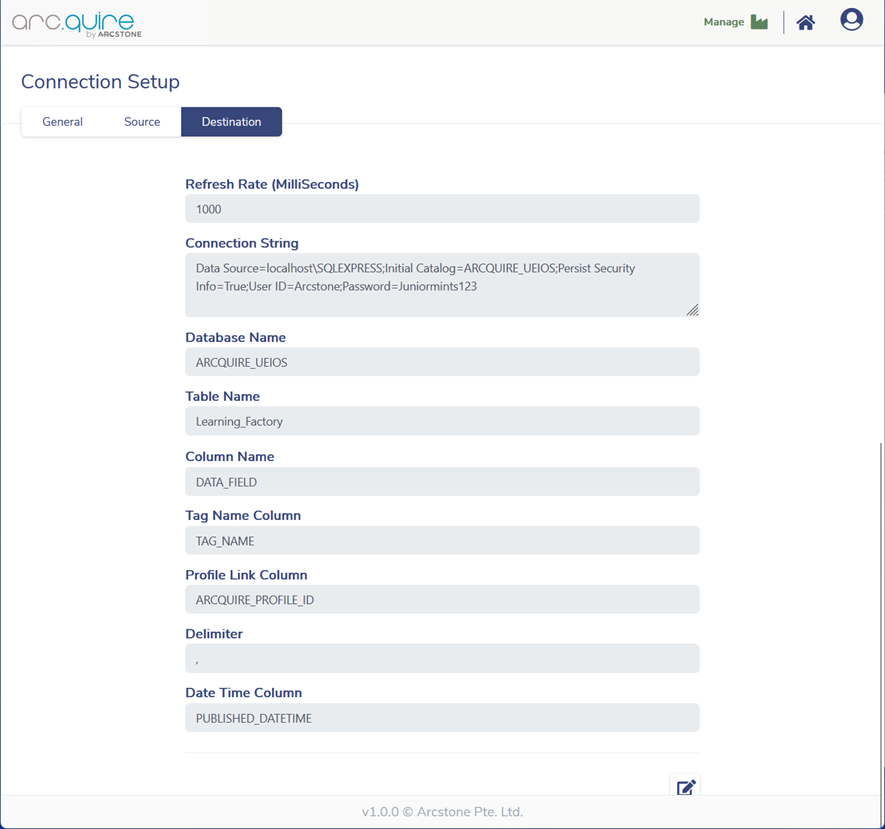 arc.quire
by ARCSTONE
Manage
Connection Setup
General
Source
Destination
Refresh Rate (MilliSeconds)
1000
Connection String
Data Source=localhost\SQLEXPRESS;Initial Catalog=ARCQUIRE_UEIOS;Persist Security
Info=True;User ID=Arcstone;Password=Juniormints123
Database Name
ARCQUIRE_UEIOS
Table Name
Learning_Factory
Column Name
DATA_FIELD
Tag Name Column
TAG_NAME
Profile Link Column
ARCQUIRE_PROFILE_ID
Delimiter
,
Date Time Column
PUBLISHED_DATETIME
v1.0.0 © Arcstone Pte. Ltd.